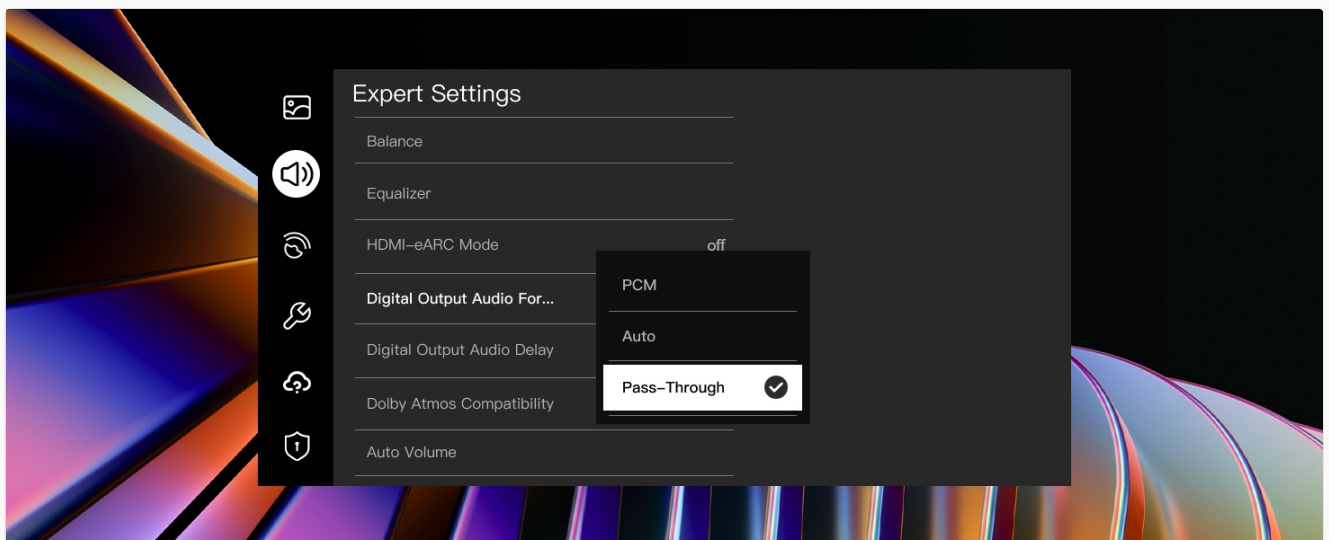 Expert Settings
Balance
Equalizer
HDMI-eARC Mode off
Digital Output Audio For...
PCM
Auto
Pass-Through
Digital Output Audio Delay
Dolby Atmos Compatibility
Auto Volume